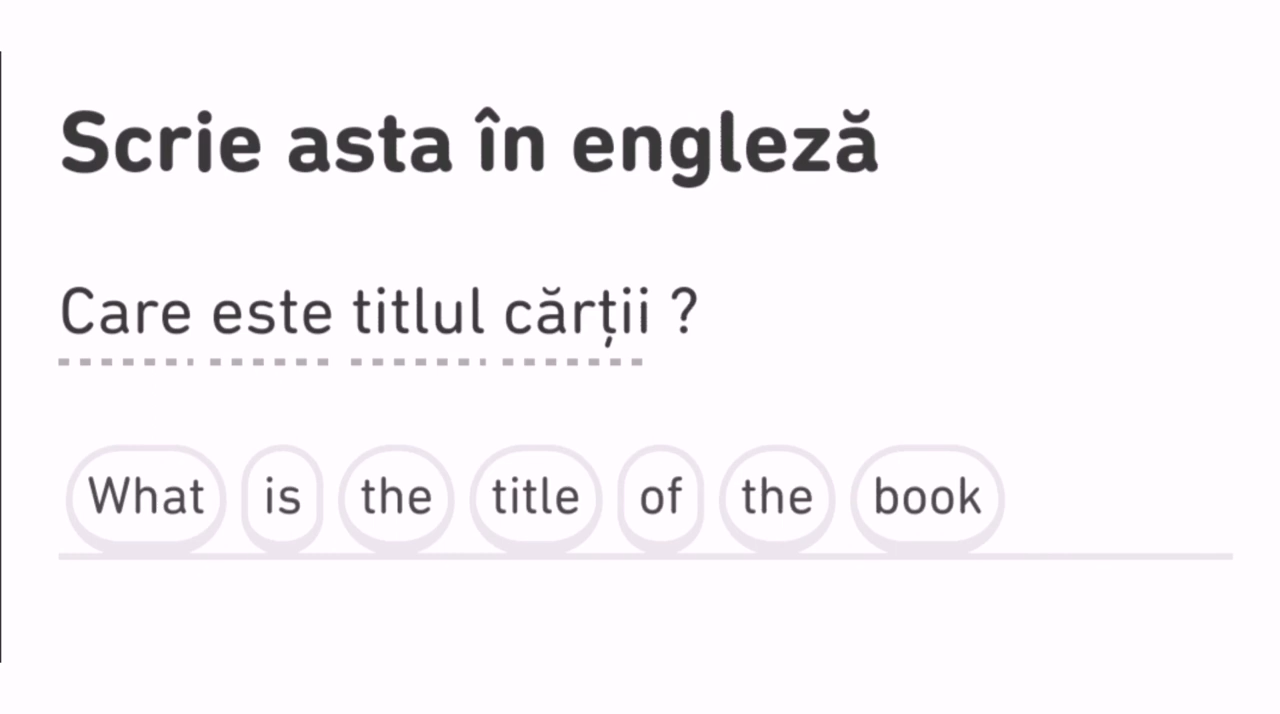 Scrie asta în engleză
Care este titlul cărții ?
What is the title of the book